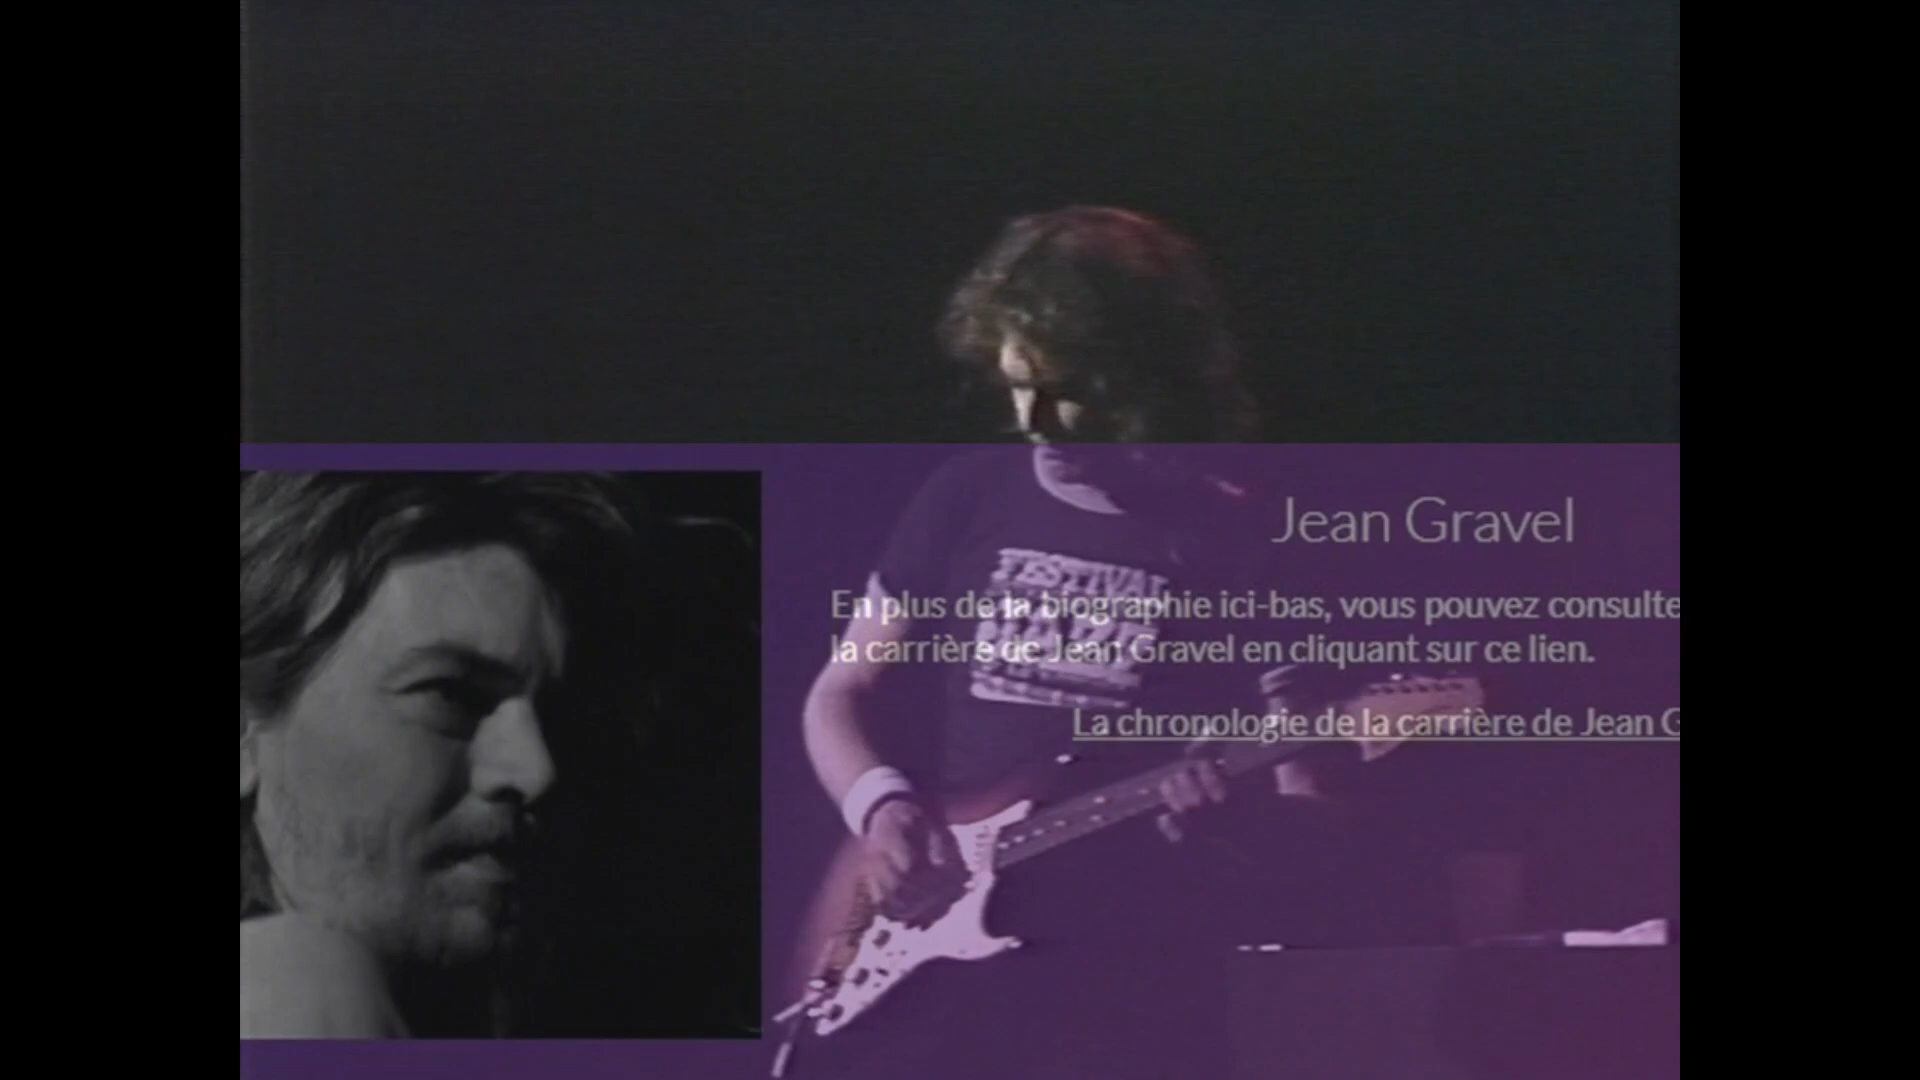 Jean Gravel
FESTIVAL
En plus de la biographie ici-bas, vous pouvez consulte
la carrière de Jean Gravel en cliquant sur ce lien.
La chronologie de la carrière de Jean G